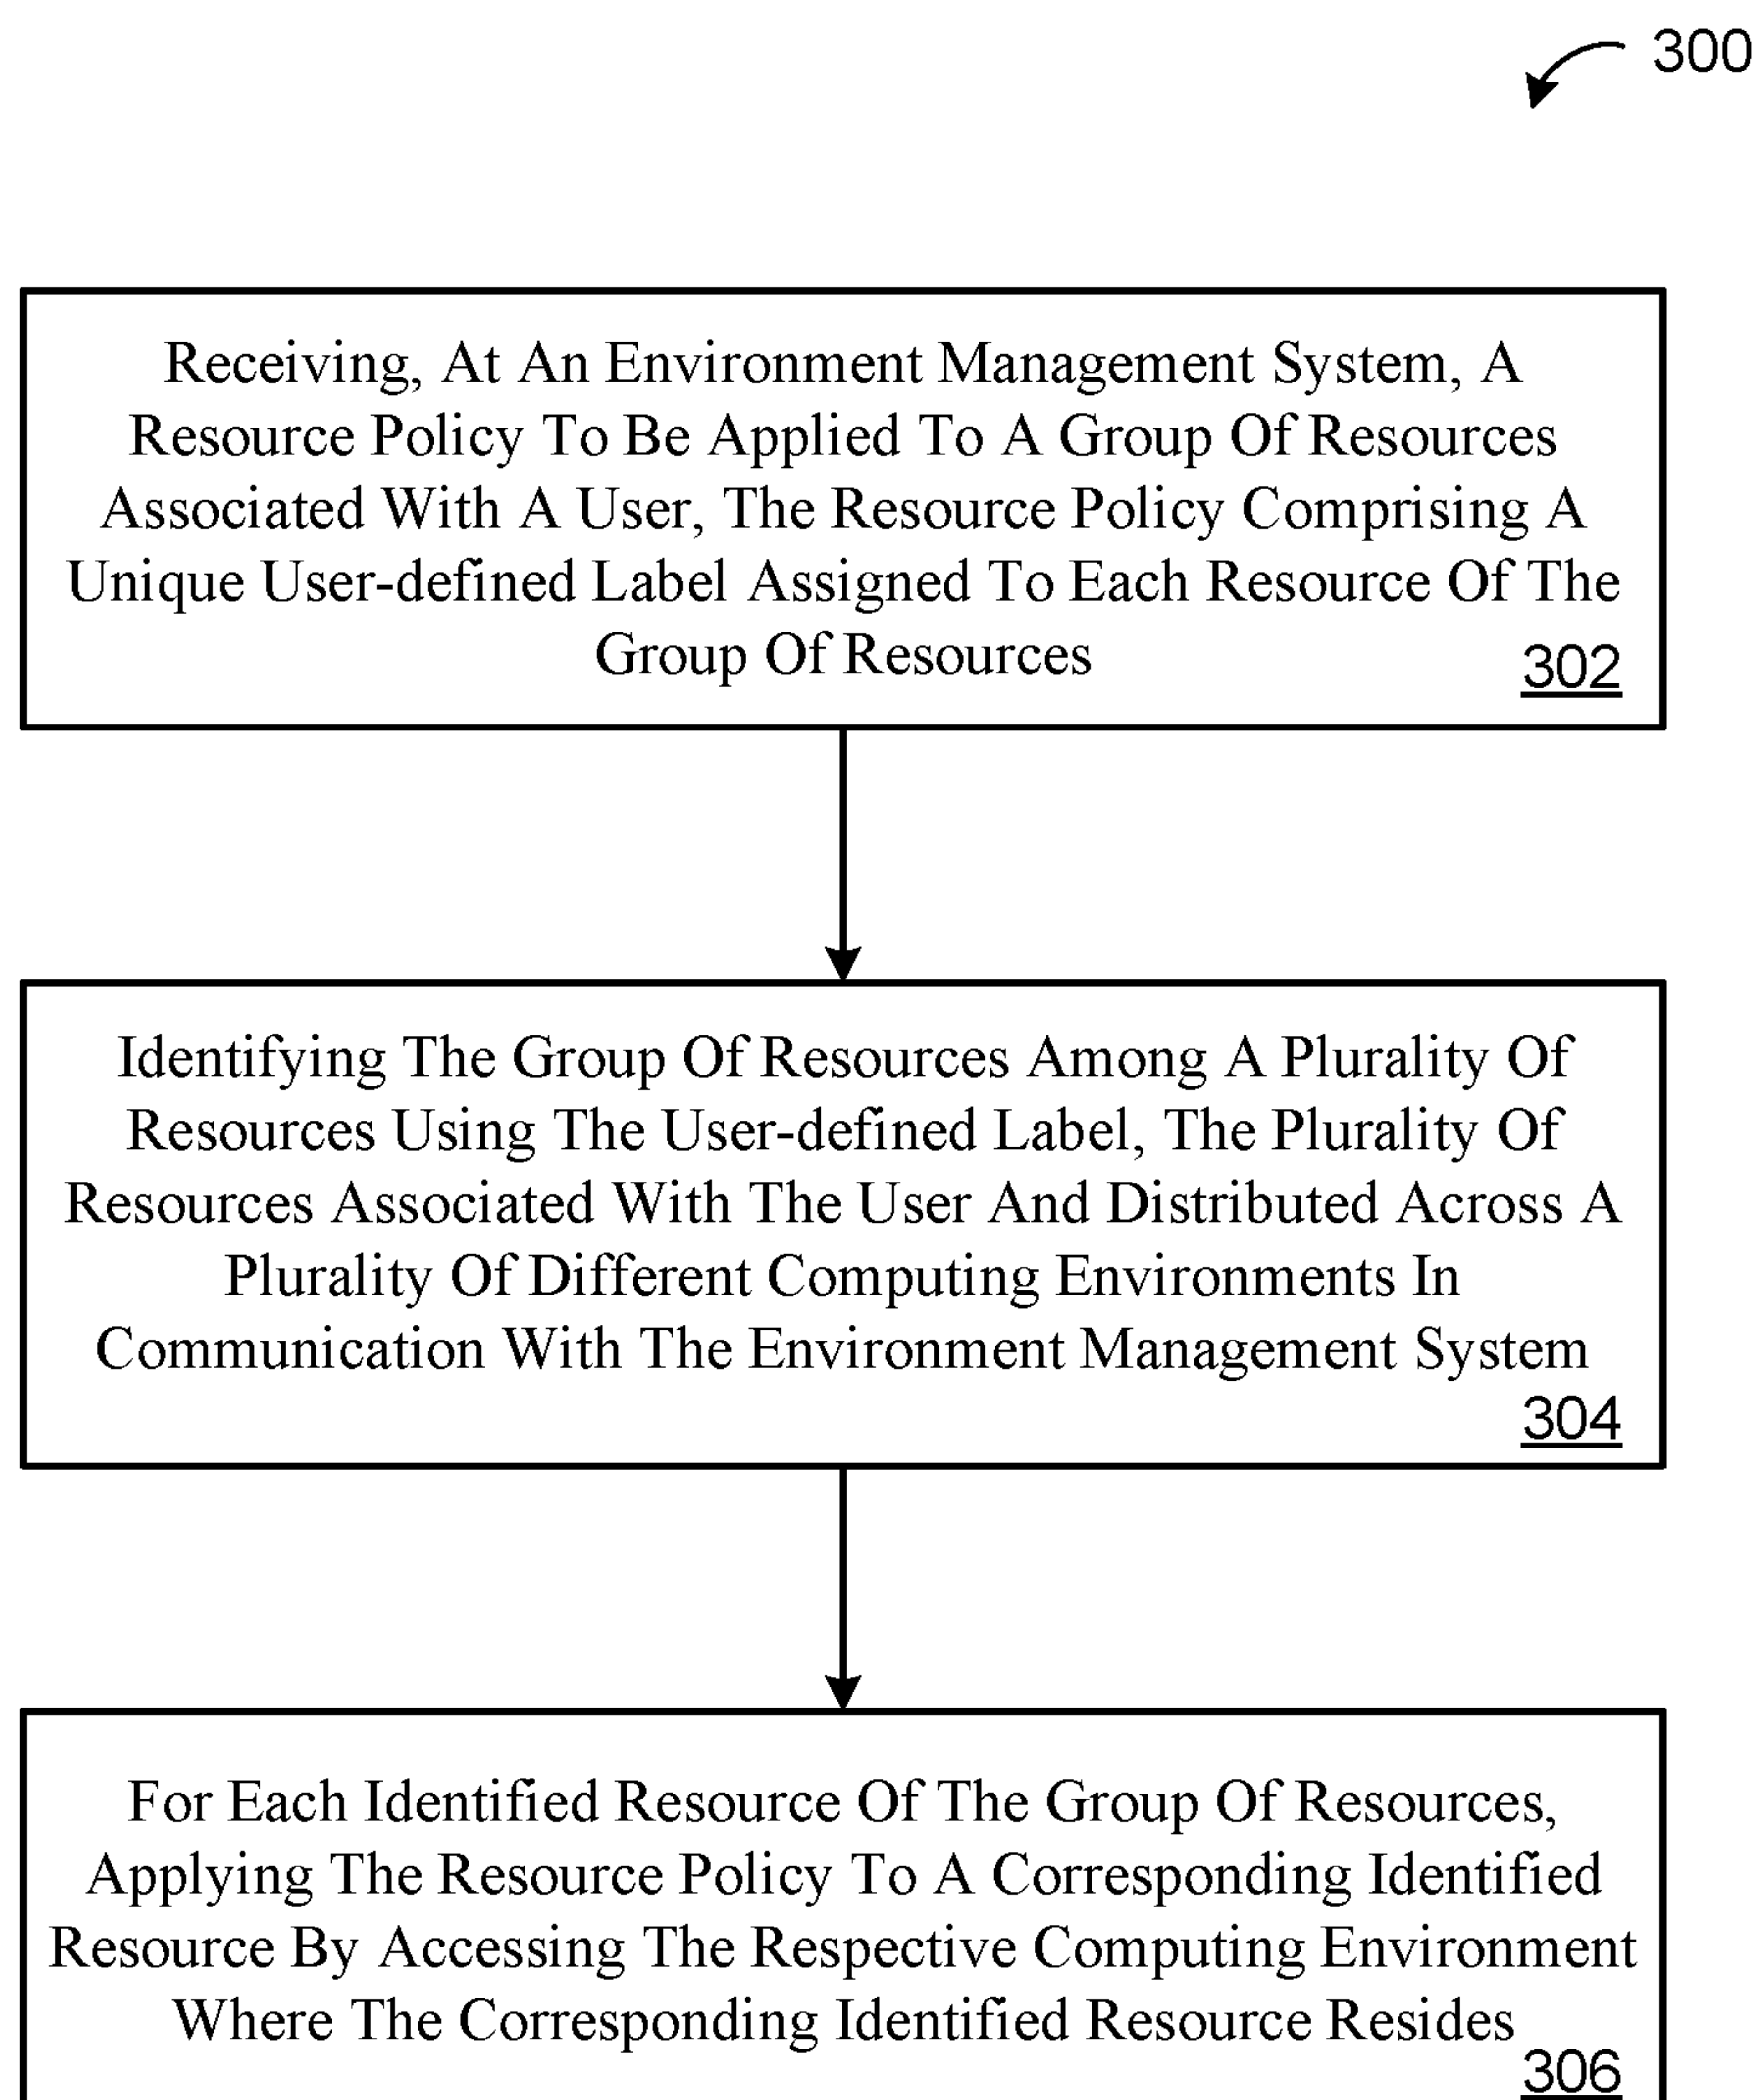 300
Receiving, At An Environment Management System, A
Resource Policy To Be Applied To A Group Of Resources
Associated With A User, The Resource Policy Comprising A
Unique User-defined Label Assigned To Each Resource Of The
Group Of Resources
302
Identifying The Group Of Resources Among A Plurality Of
Resources Using The User-defined Label, The Plurality Of
Resources Associated With The User And Distributed Across A
Plurality Of Different Computing Environments In
Communication With The Environment Management System
304
For Each Identified Resource Of The Group Of Resources,
Applying The Resource Policy To A Corresponding Identified
Resource By Accessing The Respective Computing Environment
Where The Corresponding Identified Resource Resides
306